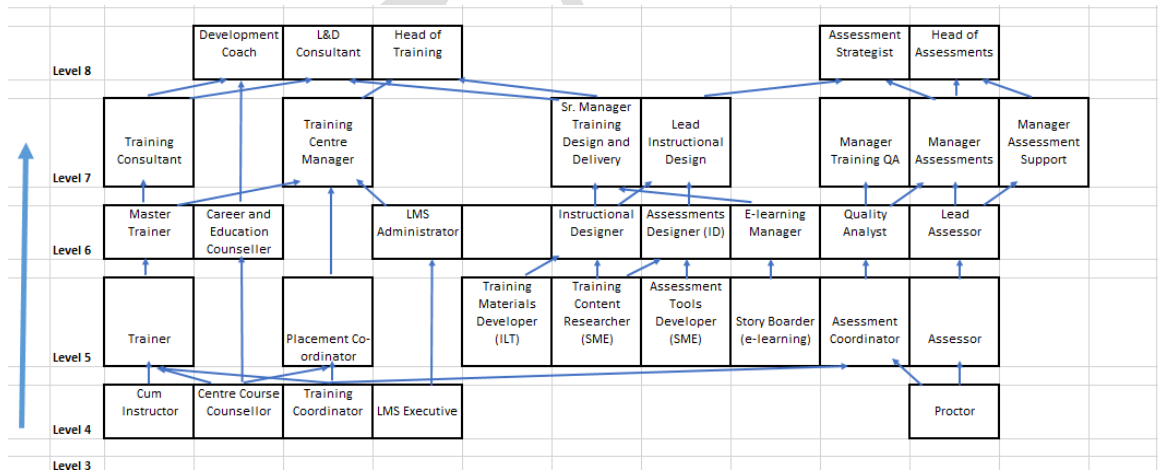 Development Coach
L&D Consultant
Head of Training
Assessment Strategist
Head of Assessments
Level 8
Training Consultant
Training Centre Manager
Sr. Manager Training Design and Delivery
Lead Instructional Design
Manager Training QA
Manager Assessments
Manager Assessment Support
Level 7
Master Trainer
Career and Education Counseller
LMS Administrator
Instructional Designer
Assessments Designer (ID)
E-learning Manager
Quality Analyst
Lead Assessor
Level 6
Trainer
Placement Co-ordinator
Training Materials Developer (ILT)
Training Content Researcher (SME)
Assessment Tools Developer (SME)
Story Boarder (e-learning)
Asessment Coordinator
Assessor
Level 5
Cum Instructor
Centre Course Counsellor
Training Coordinator
LMS Executive
Proctor
Level 4
Level 3